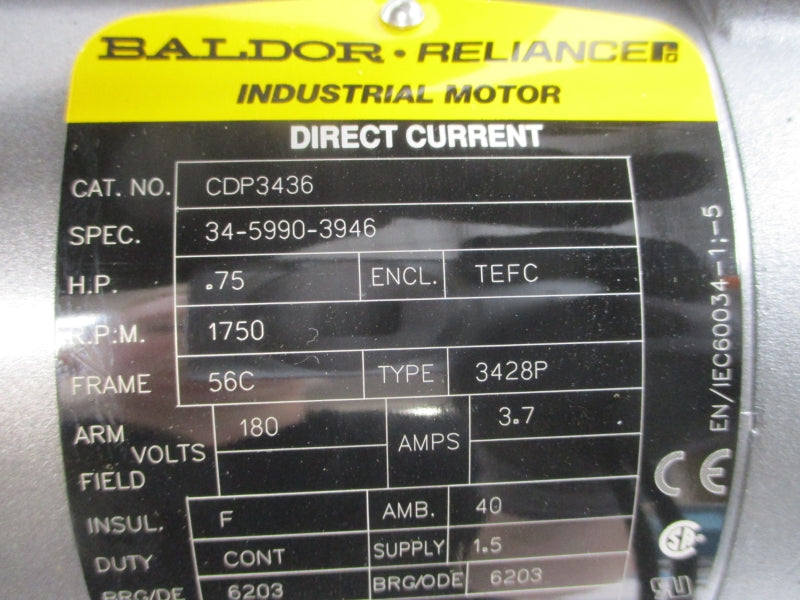 BALDOR • RELIANCE
INDUSTRIAL MOTOR
DIRECT CURRENT
CAT. NO. CDP3436
SPEC. 34-5990-3946
H.P. .75 ENCL. TEFC
R.P.M. 1750
FRAME 56C TYPE 3428P
ARM 180 3.7
VOLTS AMPS
FIELD
INSUL. F AMB. 40
DUTY CONT SUPPLY 1.5
BRG/DE 6203 BRG/ODE 6203
EN/IEC60034-1;-5
CE